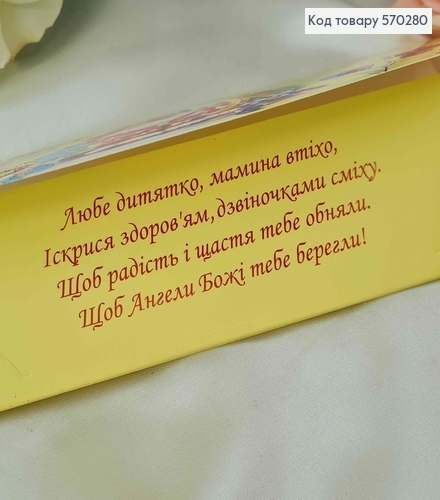 Код товару 570280
Любе дитятко, мамина втіхо,
Іскрися здоров'ям, дзвіночками сміху.
Щоб радість і щастя тебе обняли.
Щоб Ангели Божі тебе берегли!